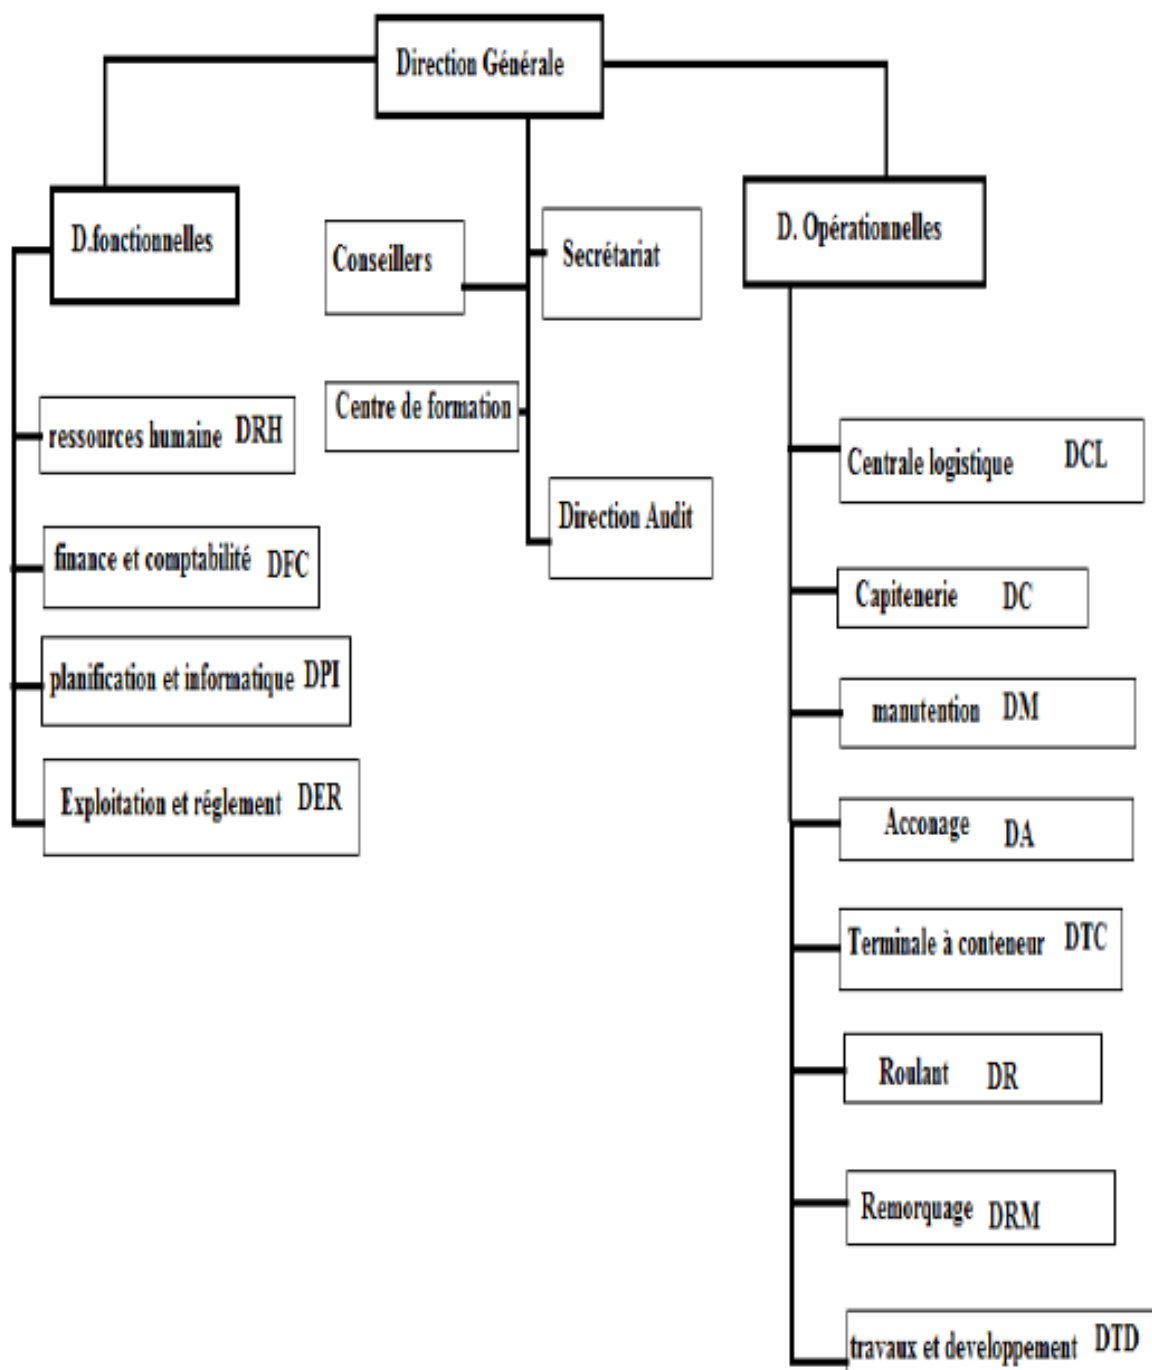 Direction Générale
D.fonctionnelles
Conseillers
Secrétariat
D. Opérationnelles
Centre de formation
Direction Audit
ressources humaine DRH
finance et comptabilité DFC
planification et informatique DPI
Exploitation et réglement DER
Centrale logistique DCL
Capitenerie DC
manutention DM
Acconage DA
Terminale à conteneur DTC
Roulant DR
Remorquage DRM
travaux et developpement DTD